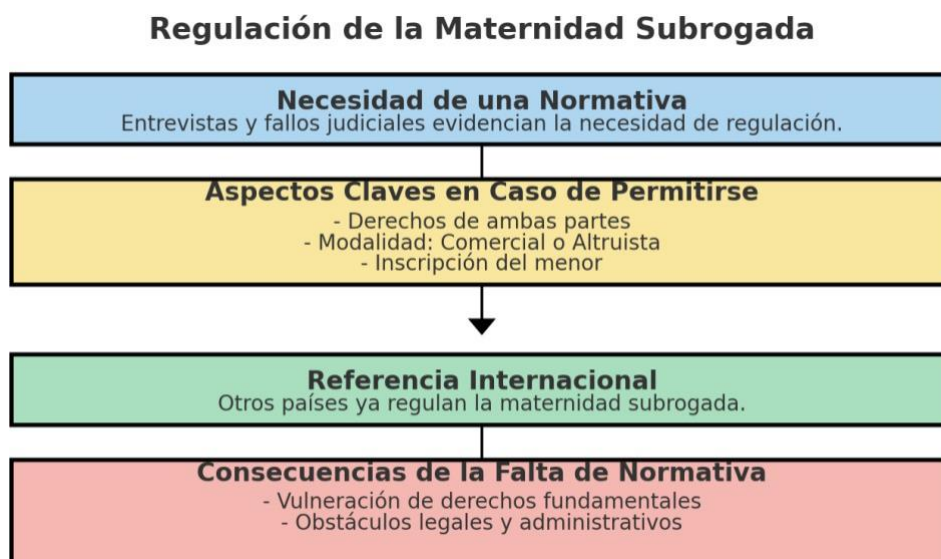 Regulación de la Maternidad Subrogada
Necesidad de una Normativa
Entrevistas y fallos judiciales evidencian la necesidad de regulación.
Aspectos Claves en Caso de Permitirse
- Derechos de ambas partes
- Modalidad: Comercial o Altruista
- Inscripción del menor
Referencia Internacional
Otros países ya regulan la maternidad subrogada.
Consecuencias de la Falta de Normativa
- Vulneración de derechos fundamentales
- Obstáculos legales y administrativos